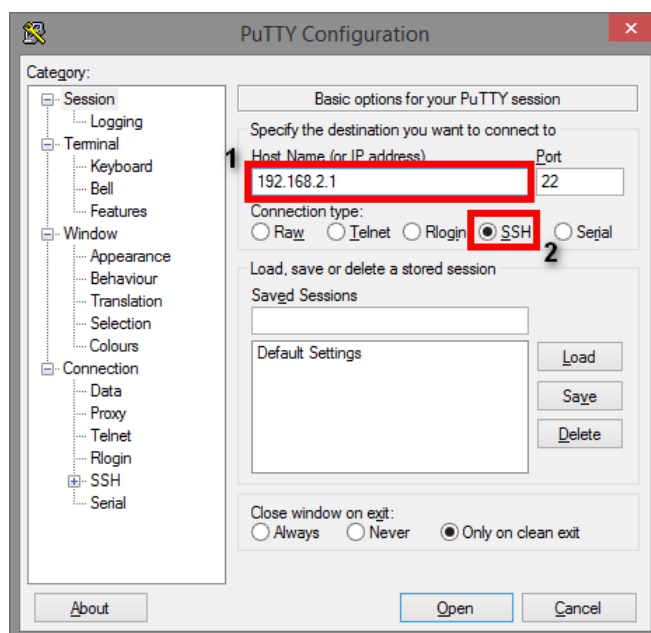 PuTTY Configuration
x
Category:
Session
Logging
Terminal
Keyboard
Bell
Features
Window
Appearance
Behaviour
Translation
Selection
Colours
Connection
Data
Proxy
Telnet
Rlogin
SSH
Serial
Basic options for your PuTTY session
Specify the destination you want to connect to
1
Host Name (or IP address) Port
192.168.2.1 22
Connection type:
Raw Telnet Rlogin SSH Serial
2
Load, save or delete a stored session
Saved Sessions
Default Settings
Load
Save
Delete
Close window on exit:
Always Never Only on clean exit
About Open Cancel